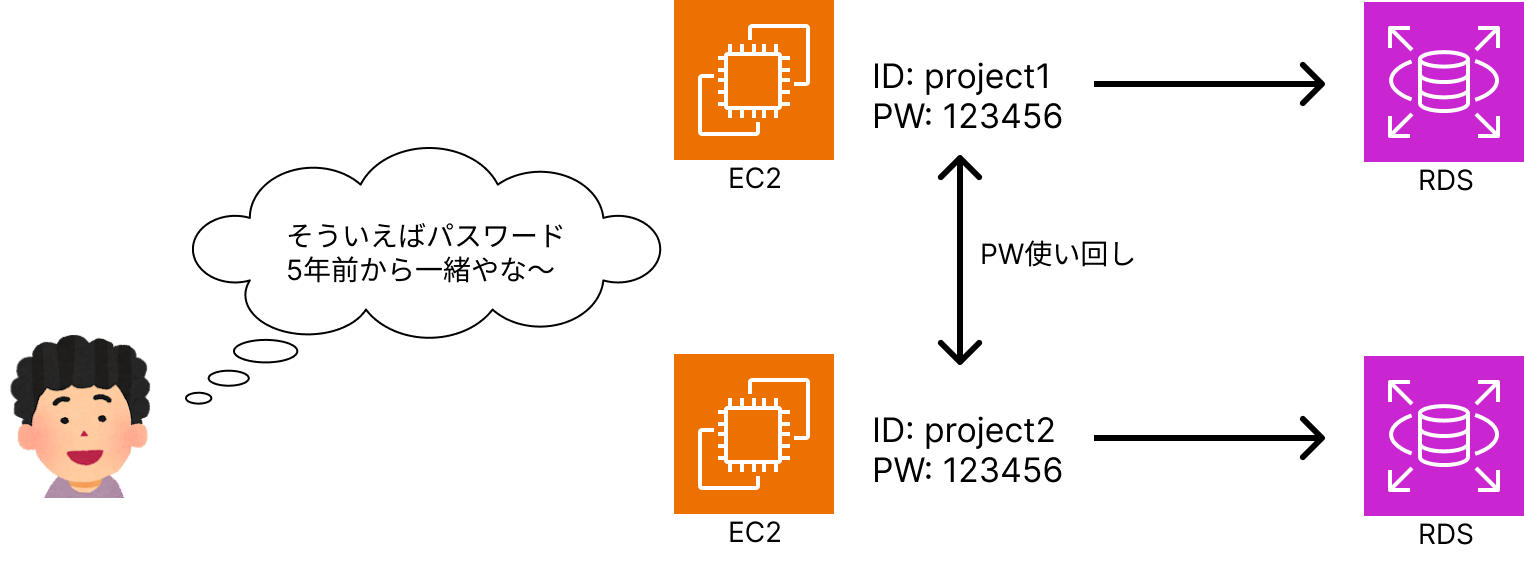 ID: project1
PW: 123456
EC2
RDS
そういえばパスワード
5年前から一緒やな〜
PW使い回し
ID: project2
PW: 123456
EC2
RDS